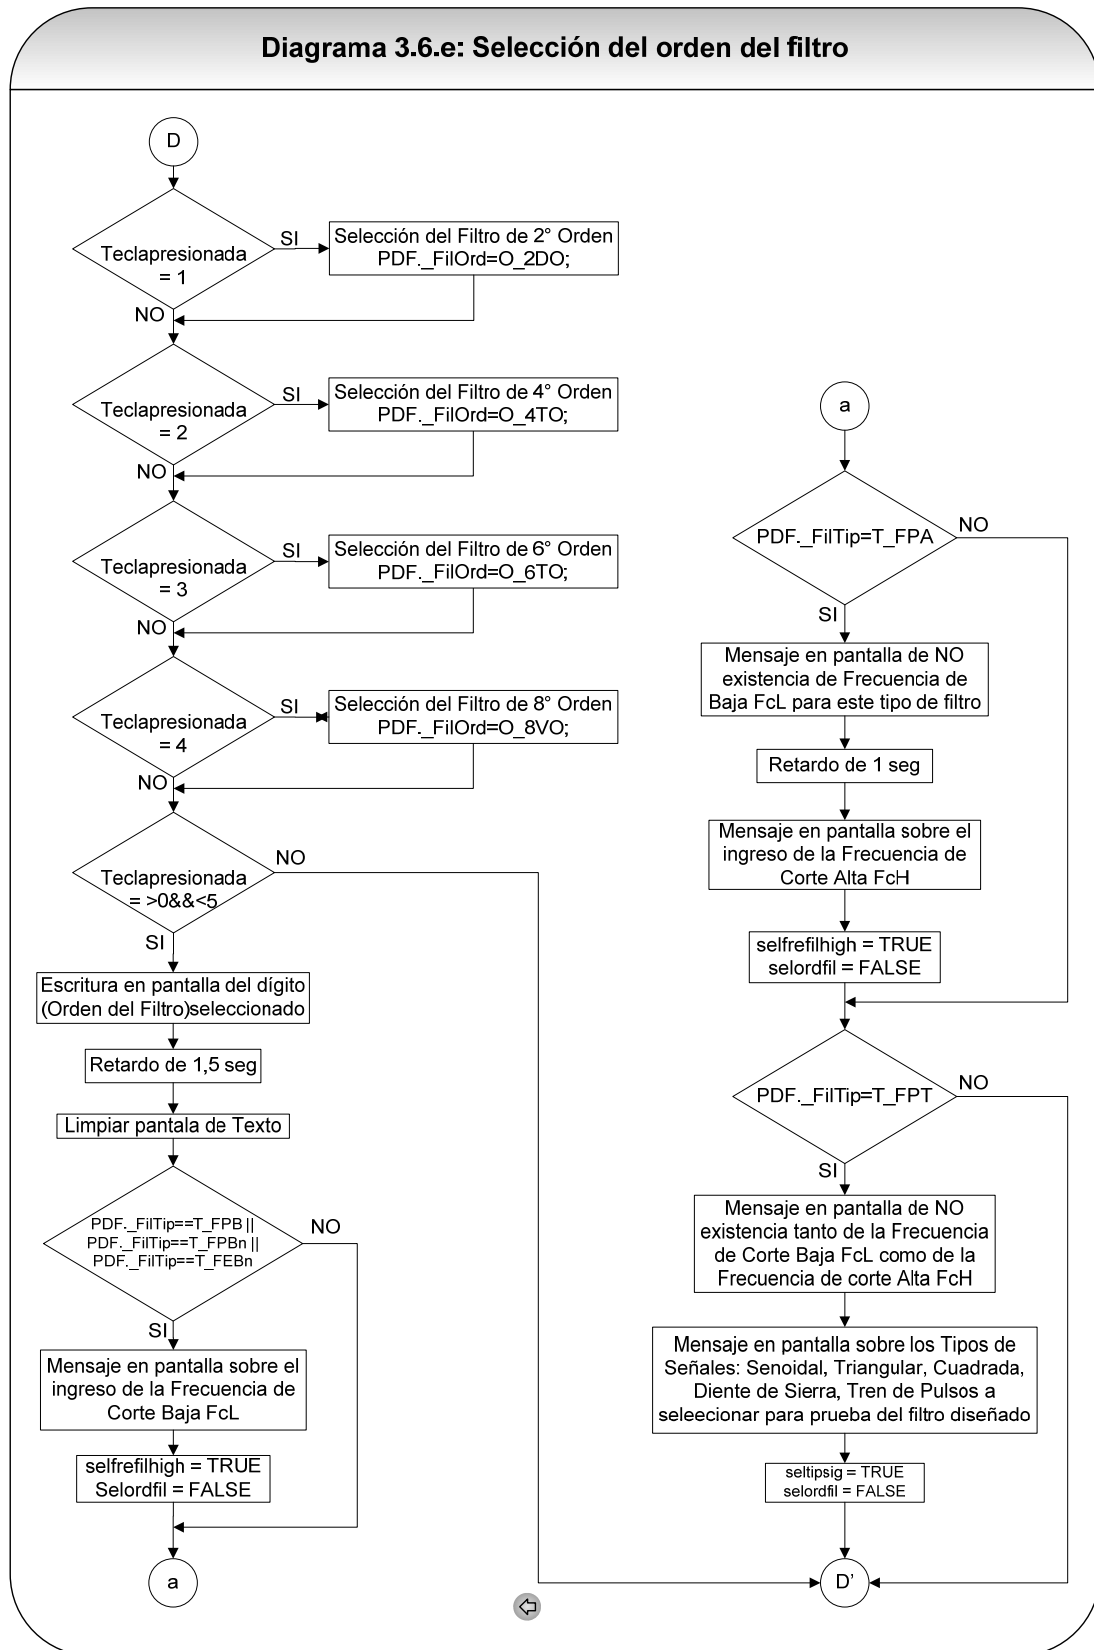 Diagrama 3.6.e: Selección del orden del filtro
D
Teclapresionada
= 1
SI
Selección del Filtro de 2° Orden
PDF._FilOrd=O_2DO;
NO
Teclapresionada
= 2
SI
Selección del Filtro de 4° Orden
PDF._FilOrd=O_4TO;
NO
Teclapresionada
= 3
SI
Selección del Filtro de 6° Orden
PDF._FilOrd=O_6TO;
NO
Teclapresionada
= 4
SI
Selección del Filtro de 8° Orden
PDF._FilOrd=O_8VO;
NO
Teclapresionada
= >0&&<5
NO
SI
Escritura en pantalla del dígito
(Orden del Filtro)seleccionado
Retardo de 1,5 seg
Limpiar pantala de Texto
PDF._FilTip==T_FPB ||
PDF._FilTip==T_FPBn ||
PDF._FilTip==T_FEBn
NO
SI
Mensaje en pantalla sobre el
ingreso de la Frecuencia de
Corte Baja FcL
selfrefilhigh = TRUE
Selordfil = FALSE
a
a
PDF._FilTip=T_FPA
NO
SI
Mensaje en pantalla de NO
existencia de Frecuencia de
Baja FcL para este tipo de filtro
Retardo de 1 seg
Mensaje en pantalla sobre el
ingreso de la Frecuencia de
Corte Alta FcH
selfrefilhigh = TRUE
selordfil = FALSE
PDF._FilTip=T_FPT
NO
SI
Mensaje en pantalla de NO
existencia tanto de la Frecuencia
de Corte Baja FcL como de la
Frecuencia de corte Alta FcH
Mensaje en pantalla sobre los Tipos de
Señales: Senoidal, Triangular, Cuadrada,
Diente de Sierra, Tren de Pulsos a
seleecionar para prueba del filtro diseñado
seltipsig = TRUE
selordfil = FALSE
D'